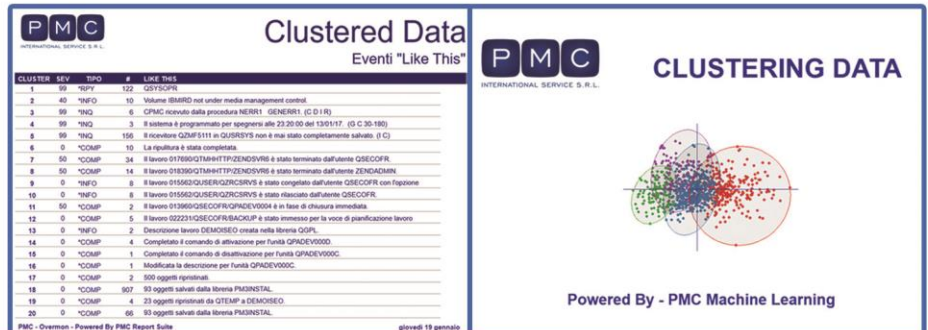 PMC
INTERNATIONAL SERVICE S.R.L.
Clustered Data
Eventi "Like This"
CLUSTER SEV TIPO # LIKE THIS
1 99 *RPY 122 QSYSOPR
2 40 *INFO 10 Volume IBMIRD not under media management control.
3 99 *INQ 6 CPMC ricevuto dalla procedura NERR1 GENERR1. (C D I R)
4 99 *INQ 3 Il sistema è programmato per spegnersi alle 23:20:00 del 13/01/17. (G C 30-180)
5 99 *INQ 156 Il ricevitore QZMF5111 in QUSRSYS non è mai stato completamente salvato. (I C)
6 0 *COMP 10 La ripulitura è stata completata.
7 50 *COMP 34 Il lavoro 017690/QTMHHTTP/ZENDSVR6 è stato terminato dall'utente QSECOFR.
8 50 *COMP 14 Il lavoro 018390/QTMHHTTP/ZENDSVR6 è stato terminato dall'utente ZENDADMIN.
9 0 *INFO 8 Il lavoro 015562/QUSER/QZRCSRVS è stato congelato dall'utente QSECOFR con l'opzione
10 0 *INFO 8 Il lavoro 015562/QUSER/QZRCSRVS è stato rilasciato dall'utente QSECOFR.
11 50 *COMP 2 Il lavoro 013960/QSECOFR/QPADEV0004 è in fase di chiusura immediata.
12 0 *COMP 5 Il lavoro 022231/QSECOFR/BACKUP è stato immesso per la voce di pianificazione lavoro
13 0 *INFO 2 Descrizione lavoro DEMOISEO creata nella libreria QGPL.
14 0 *COMP 4 Completato il comando di attivazione per l'unità QPADEV000D.
15 0 *COMP 1 Completato il comando di disattivazione per l'unità QPADEV000C.
16 0 *COMP 1 Modificata la descrizione per l'unità QPADEV000C.
17 0 *COMP 2 500 oggetti ripristinati.
18 0 *COMP 907 93 oggetti salvati dalla libreria PM3INSTAL.
19 0 *COMP 4 23 oggetti ripristinati da QTEMP a DEMOISEO.
20 0 *COMP 66 93 oggetti salvati dalla libreria PM3INSTAL.
PMC - Overmon - Powered By PMC Report Suite giovedì 19 gennaio
PMC
INTERNATIONAL SERVICE S.R.L.
CLUSTERING DATA
Powered By - PMC Machine Learning